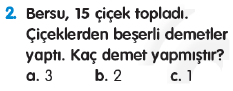 2. Bersu, 15 çiçek topladı.
Çiçeklerden beşerli demetler
yaptı. Kaç demet yapmıştır?
a. 3 b. 2 c. 1